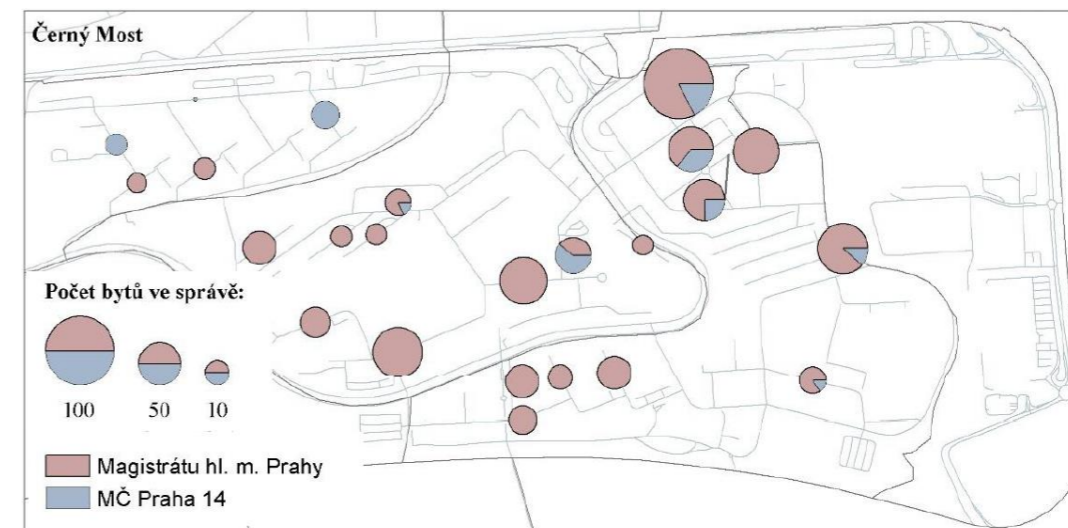 Černý Most
Počet bytů ve správě:
100 50 10
Magistrátu hl. m. Prahy
MČ Praha 14